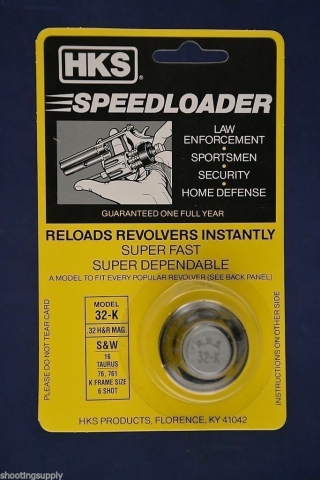 HKS®
SPEEDLOADER
LAW
ENFORCEMENT
•
SPORTSMEN
•
SECURITY
•
HOME DEFENSE
GUARANTEED ONE FULL YEAR
RELOADS REVOLVERS INSTANTLY
SUPER FAST
SUPER DEPENDABLE
A MODEL TO FIT EVERY POPULAR REVOLVER (SEE BACK PANEL)
PLEASE DO NOT TEAR CARD
MODEL
32-K
.32 H&R MAG.
S&W
16
TAURUS
76, 761
K FRAME SIZE
6 SHOT
32-K
INSTRUCTIONS ON OTHER SIDE
HKS PRODUCTS, FLORENCE, KY 41042
shootingsupply